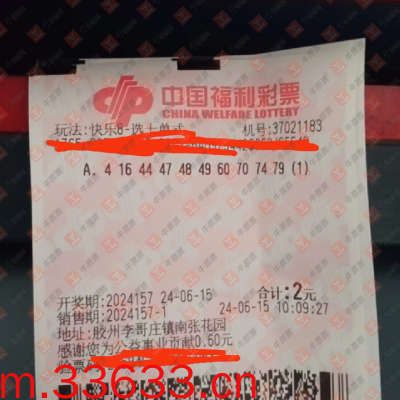 中国福利彩票
CHINA WELFARE LOTTERY
玩法:快乐8-选十单式 机号:37021183
A. 4 16 44 47 48 49 60 70 74 79 (1)
开奖期:2024157 24-06-15 合计:2元
销售期:2024157-1 24-06-15 10:09:27
地址:胶州李哥庄镇南张花园
感谢您为公益事业贡献0.60元
m.33633.cn